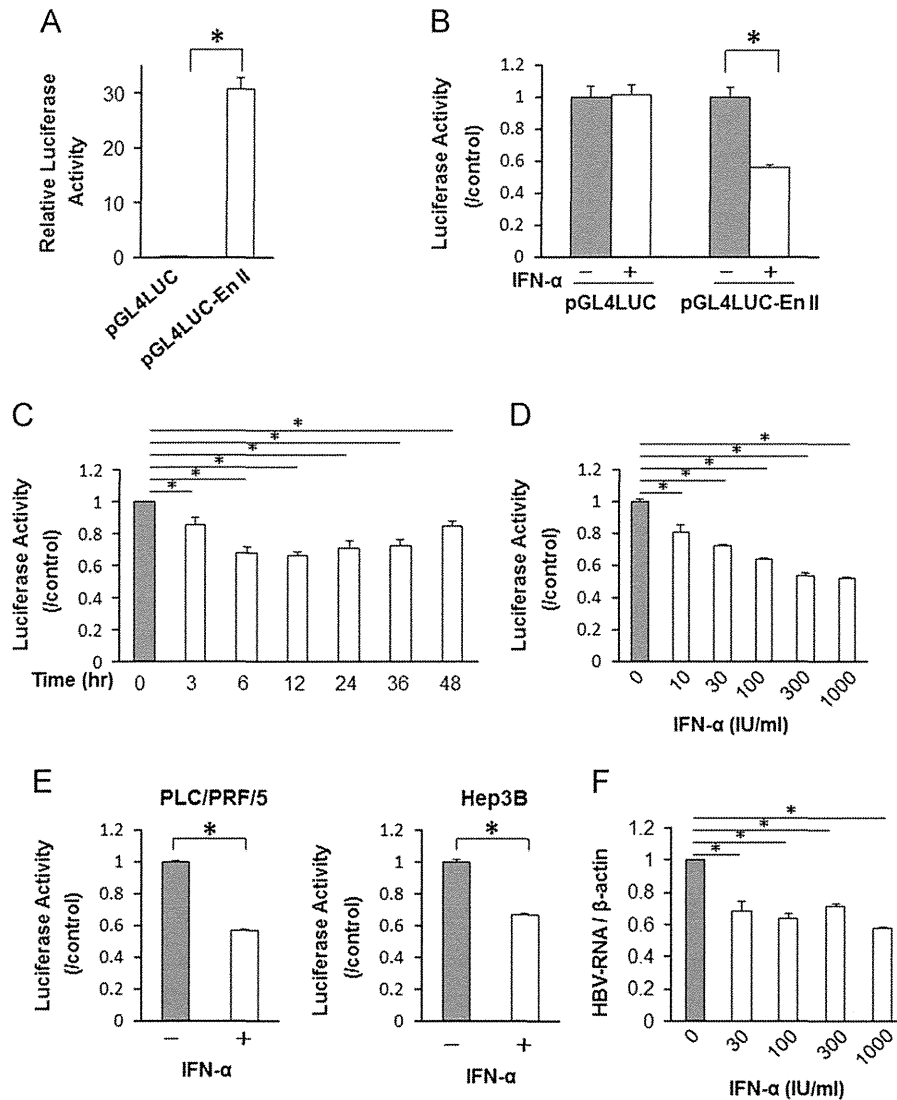 A
*
Relative Luciferase
Activity
30
20
10
0
pGL4LUC
pGL4LUC-En II
B
*
Luciferase Activity
(/control)
1.2
1
0.8
0.6
0.4
0.2
0
IFN-α − + − +
pGL4LUC pGL4LUC-En II
C
*
*
*
*
*
*
Luciferase Activity
(/control)
1.2
1
0.8
0.6
0.4
0.2
0
Time (hr) 0 3 6 12 24 36 48
D
*
*
*
*
*
Luciferase Activity
(/control)
1.2
1
0.8
0.6
0.4
0.2
0
0 10 30 100 300 1000
IFN-α (IU/ml)
E
PLC/PRF/5
*
Luciferase Activity
(/control)
1.2
1
0.8
0.6
0.4
0.2
0
− +
IFN-α
Hep3B
*
Luciferase Activity
(/control)
1.2
1
0.8
0.6
0.4
0.2
0
− +
IFN-α
F
*
*
*
*
HBV-RNA / β-actin
1.2
1
0.8
0.6
0.4
0.2
0
0 30 100 300 1000
IFN-α (IU/ml)